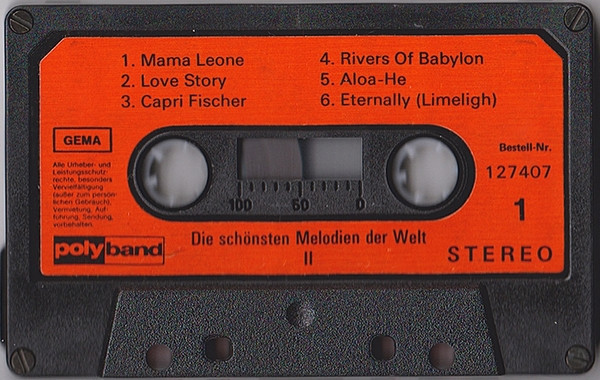 1. Mama Leone
2. Love Story
3. Capri Fischer
4. Rivers Of Babylon
5. Aloa-He
6. Eternally (Limeligh)
GEMA
Alle Urheber- und
Leistungsschutz-
rechte, besonders
Vervielfältigung
(außer zum persön-
lichen Gebrauch),
Vermietung, Auf-
führung, Sendung,
vorbehalten.
polyband
100 50 0
Bestell-Nr.
127407
1
STEREO
Die schönsten Melodien der Welt
II